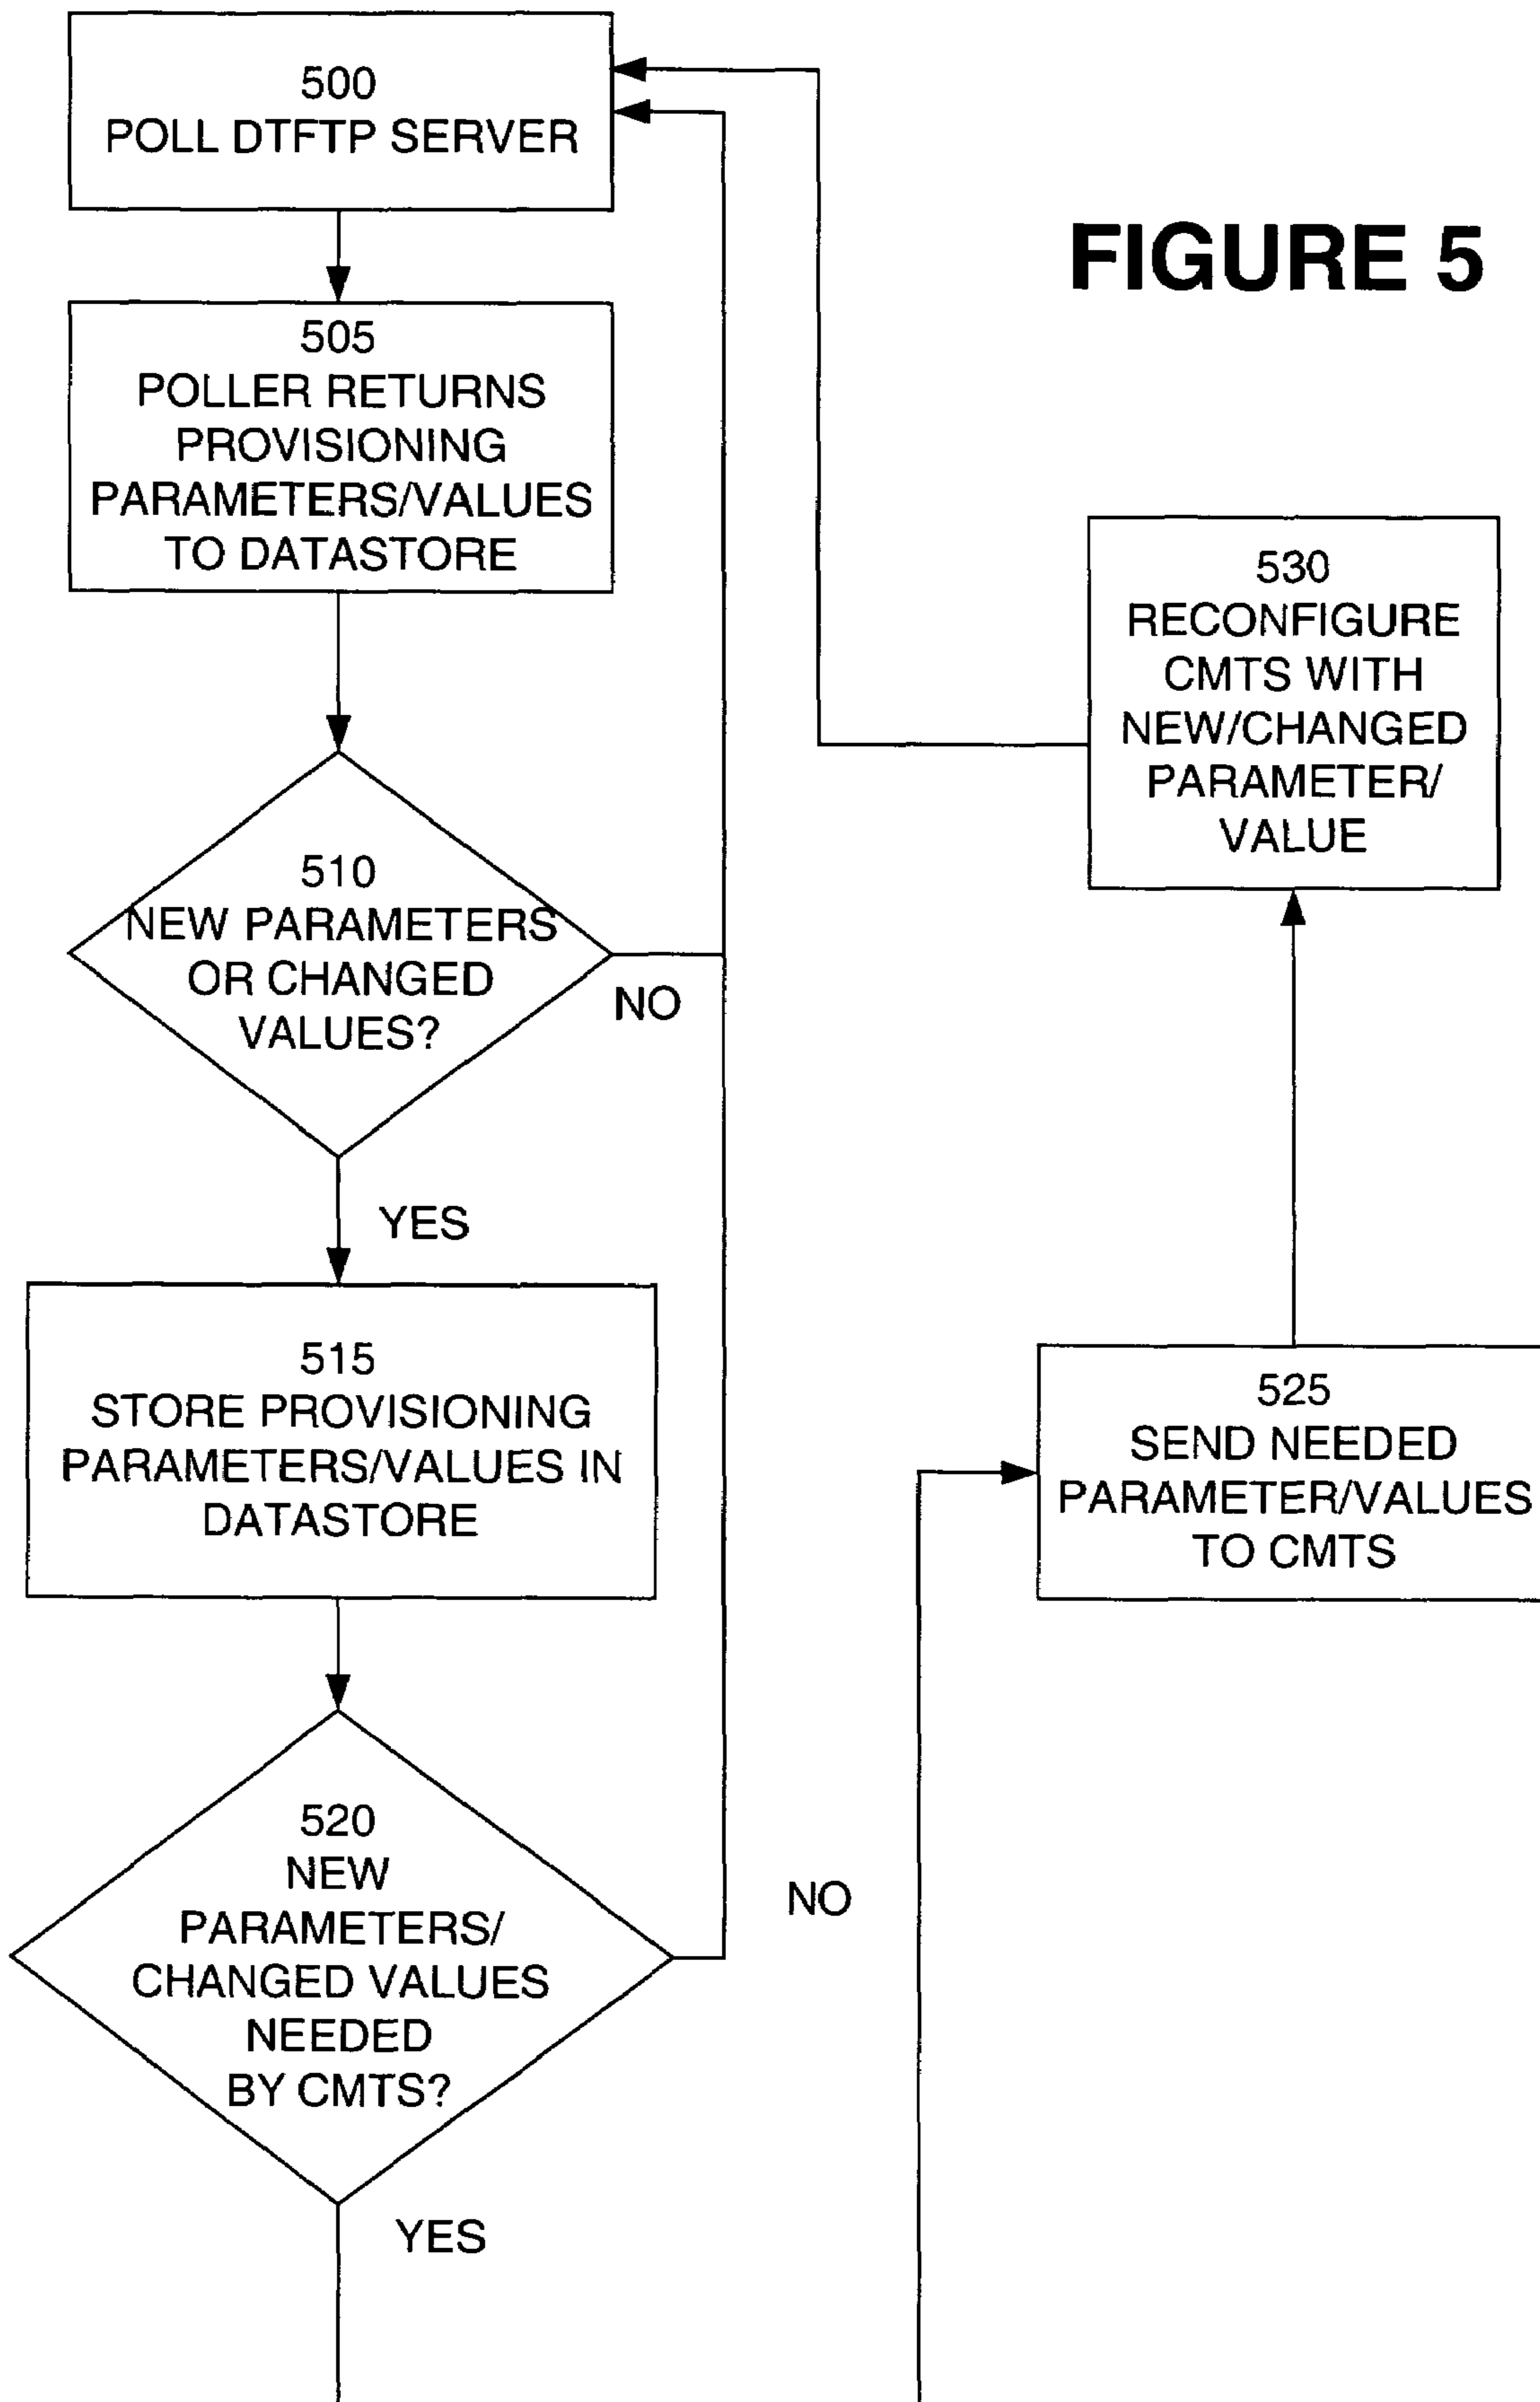 500
POLL DTFTP SERVER
FIGURE 5
505
POLLER RETURNS
PROVISIONING
PARAMETERS/VALUES
TO DATASTORE
530
RECONFIGURE
CMTS WITH
NEW/CHANGED
PARAMETER/
VALUE
510
NEW PARAMETERS
OR CHANGED
VALUES?
NO
YES
515
STORE PROVISIONING
PARAMETERS/VALUES IN
DATASTORE
525
SEND NEEDED
PARAMETER/VALUES
TO CMTS
520
NEW
PARAMETERS/
CHANGED VALUES
NEEDED
BY CMTS?
NO
YES